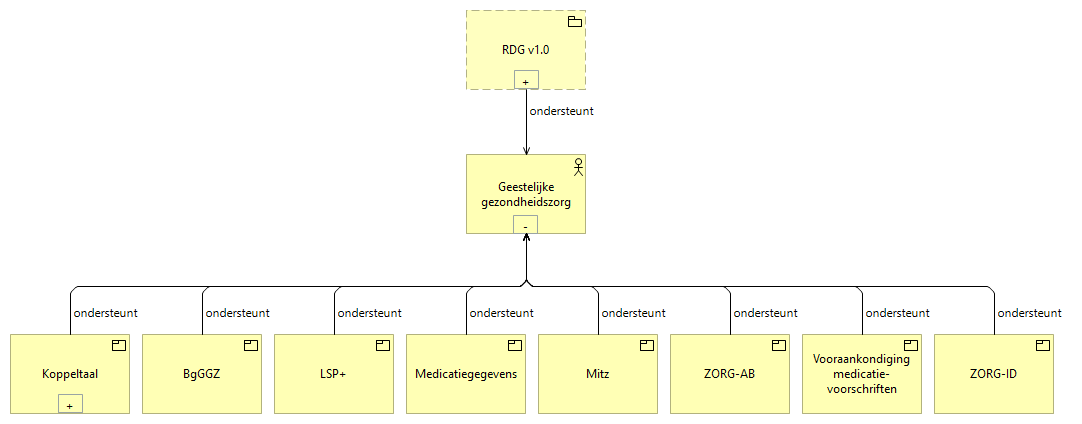 RDG v1.0
+
ondersteunt
Geestelijke
gezondheidszorg
-
ondersteunt
ondersteunt
ondersteunt
ondersteunt
ondersteunt
ondersteunt
ondersteunt
ondersteunt
Koppeltaal
+
BgGGZ
LSP+
Medicatiegegevens
Mitz
ZORG-AB
Vooraankondiging
medicatie-
voorschriften
ZORG-ID